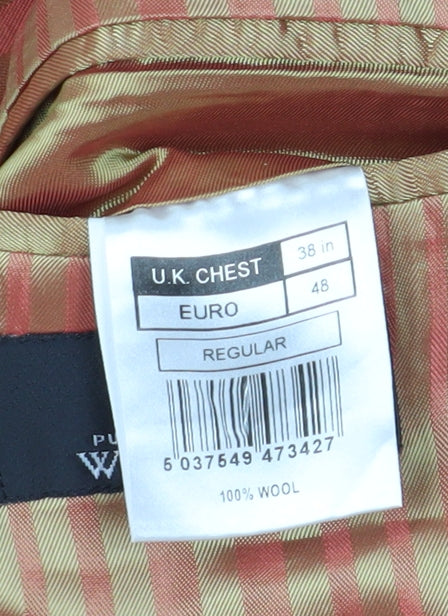 U.K. CHEST 38 in
EURO 48
REGULAR
5 037549 473427
100% WOOL